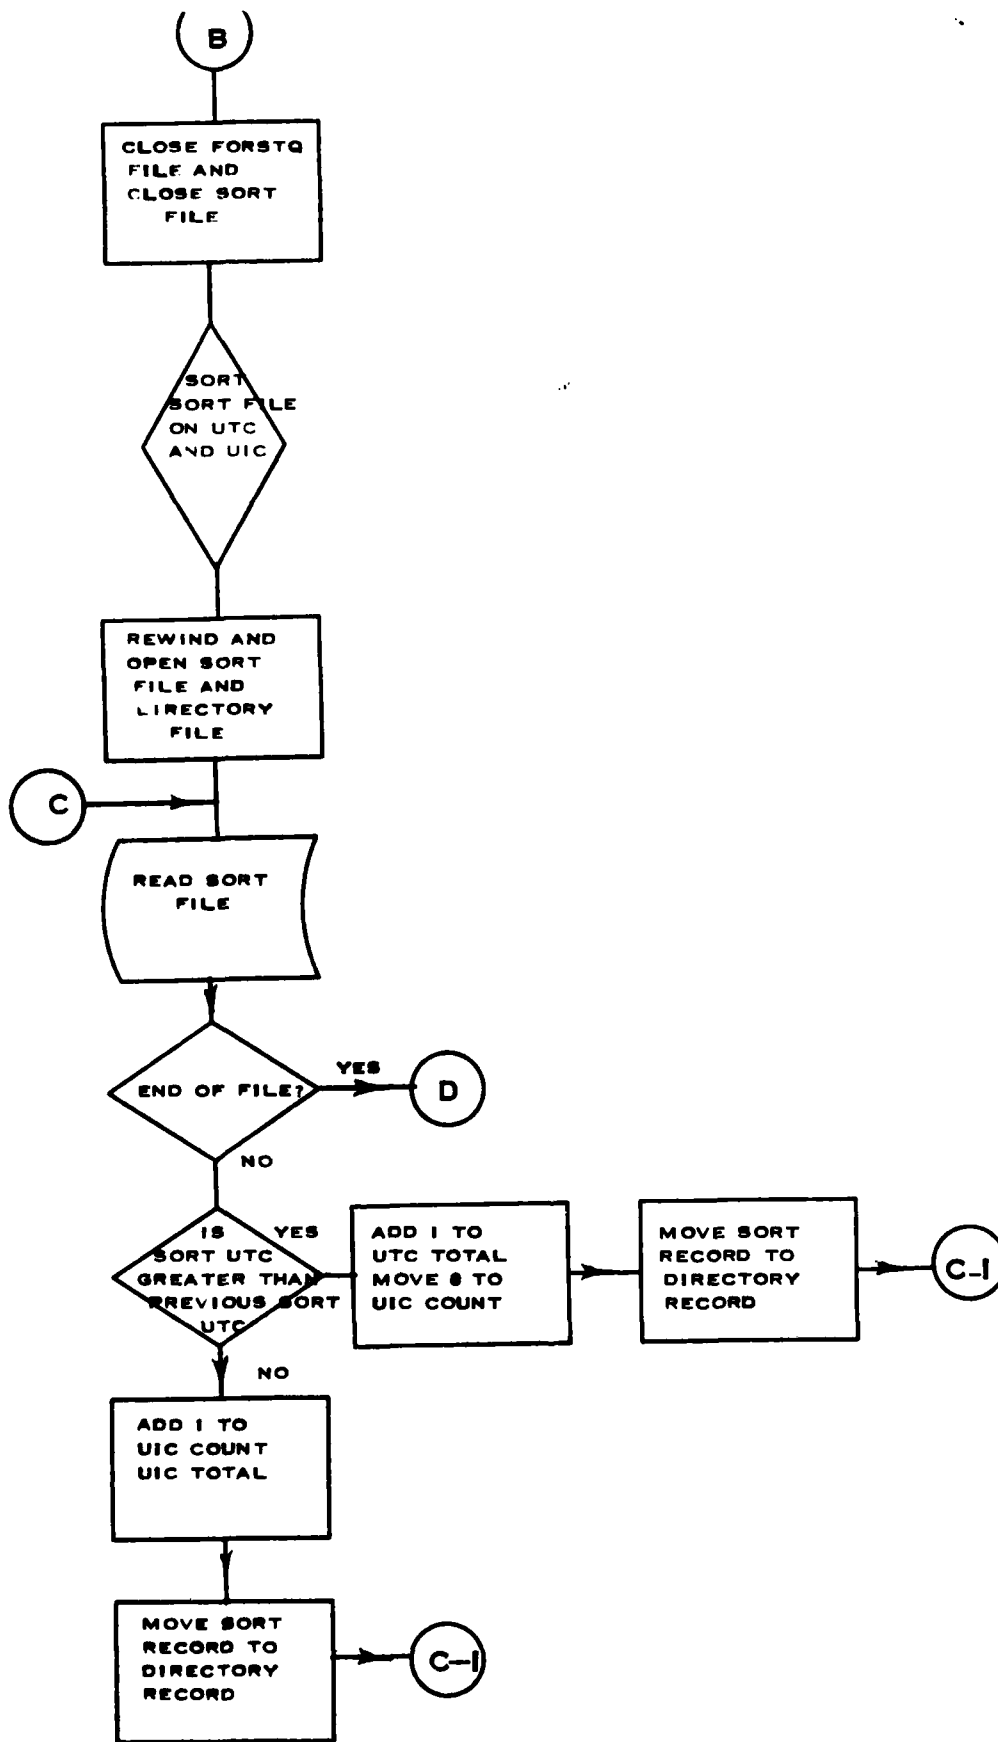 B
CLOSE FORSTQ
FILE AND
CLOSE SORT
FILE
SORT
SORT FILE
ON UTC
AND UIC
REWIND AND
OPEN SORT
FILE AND
LIRECTORY
FILE
C
READ SORT
FILE
END OF FILE?
YES
D
NO
IS
SORT UTC
GREATER THAN
PREVIOUS SORT
UTC
YES
ADD 1 TO
UTC TOTAL
MOVE 0 TO
UIC COUNT
MOVE SORT
RECORD TO
DIRECTORY
RECORD
C-1
NO
ADD 1 TO
UIC COUNT
UIC TOTAL
MOVE SORT
RECORD TO
DIRECTORY
RECORD
C-1